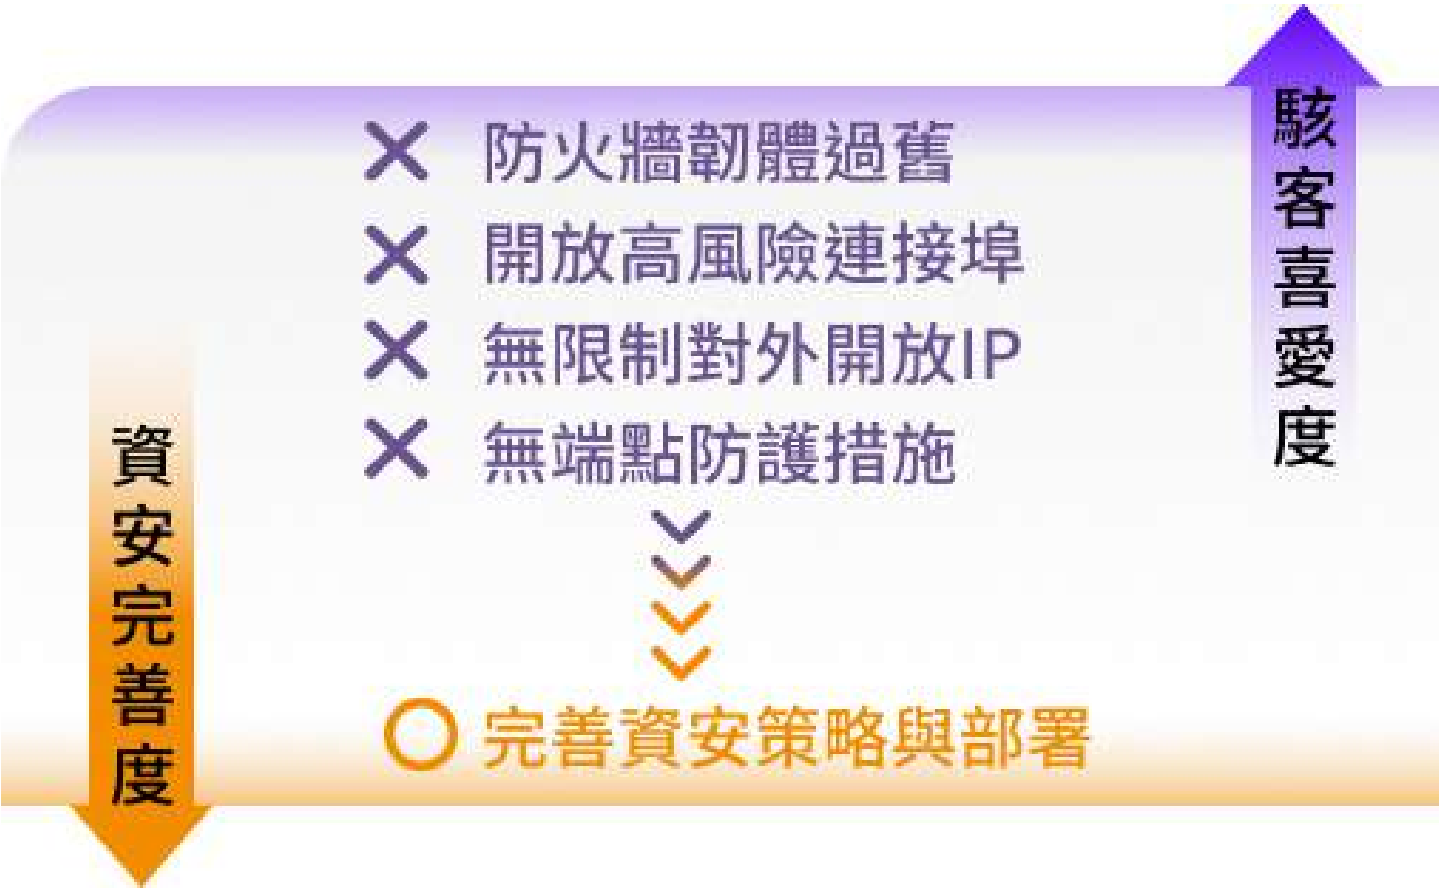 防火牆韌體過舊
開放高風險連接埠
無限制對外開放IP
無端點防護措施
完善資安策略與部署
資安完善度
駭客喜愛度